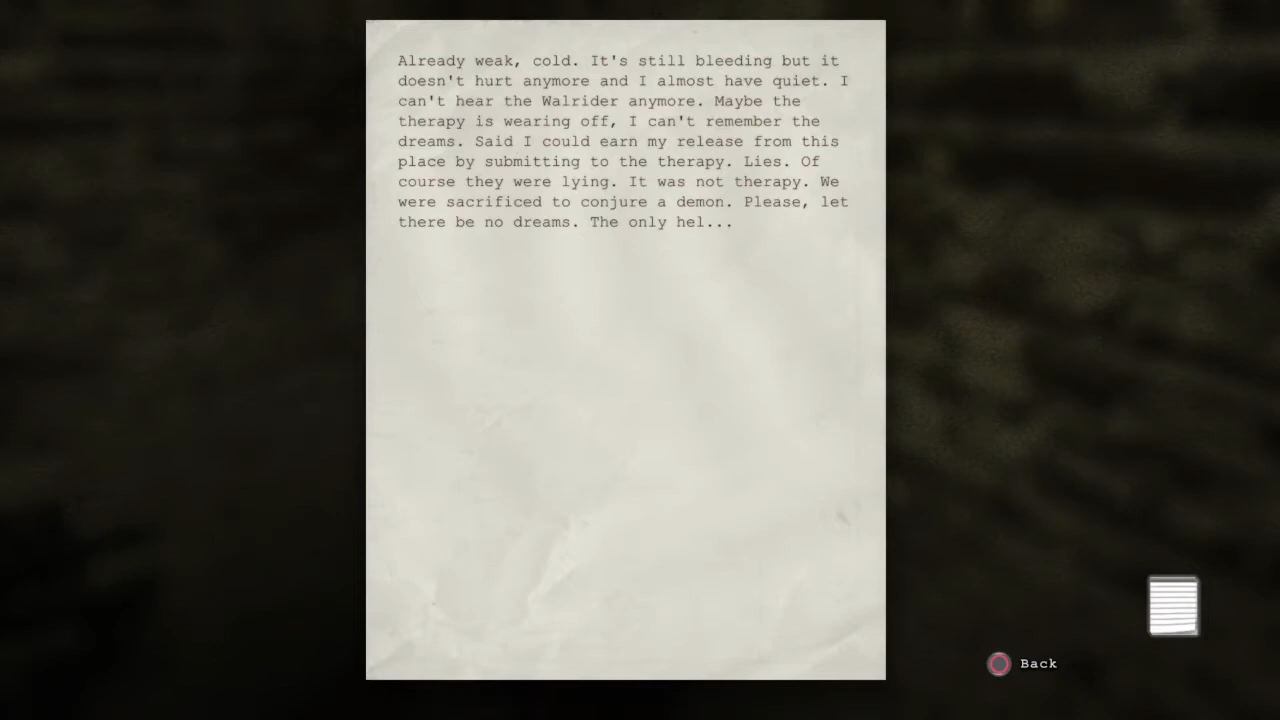 Already weak, cold. It's still bleeding but it
doesn't hurt anymore and I almost have quiet. I
can't hear the Walrider anymore. Maybe the
therapy is wearing off, I can't remember the
dreams. Said I could earn my release from this
place by submitting to the therapy. Lies. Of
course they were lying. It was not therapy. We
were sacrificed to conjure a demon. Please, let
there be no dreams. The only hel...
Back